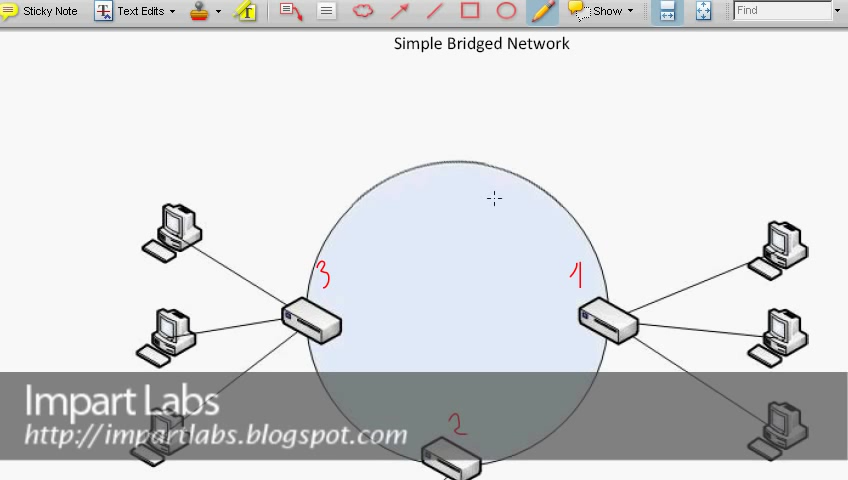 Sticky Note Text Edits Show Find
Simple Bridged Network
3 1
2
Impart Labs
http://impartlabs.blogspot.com